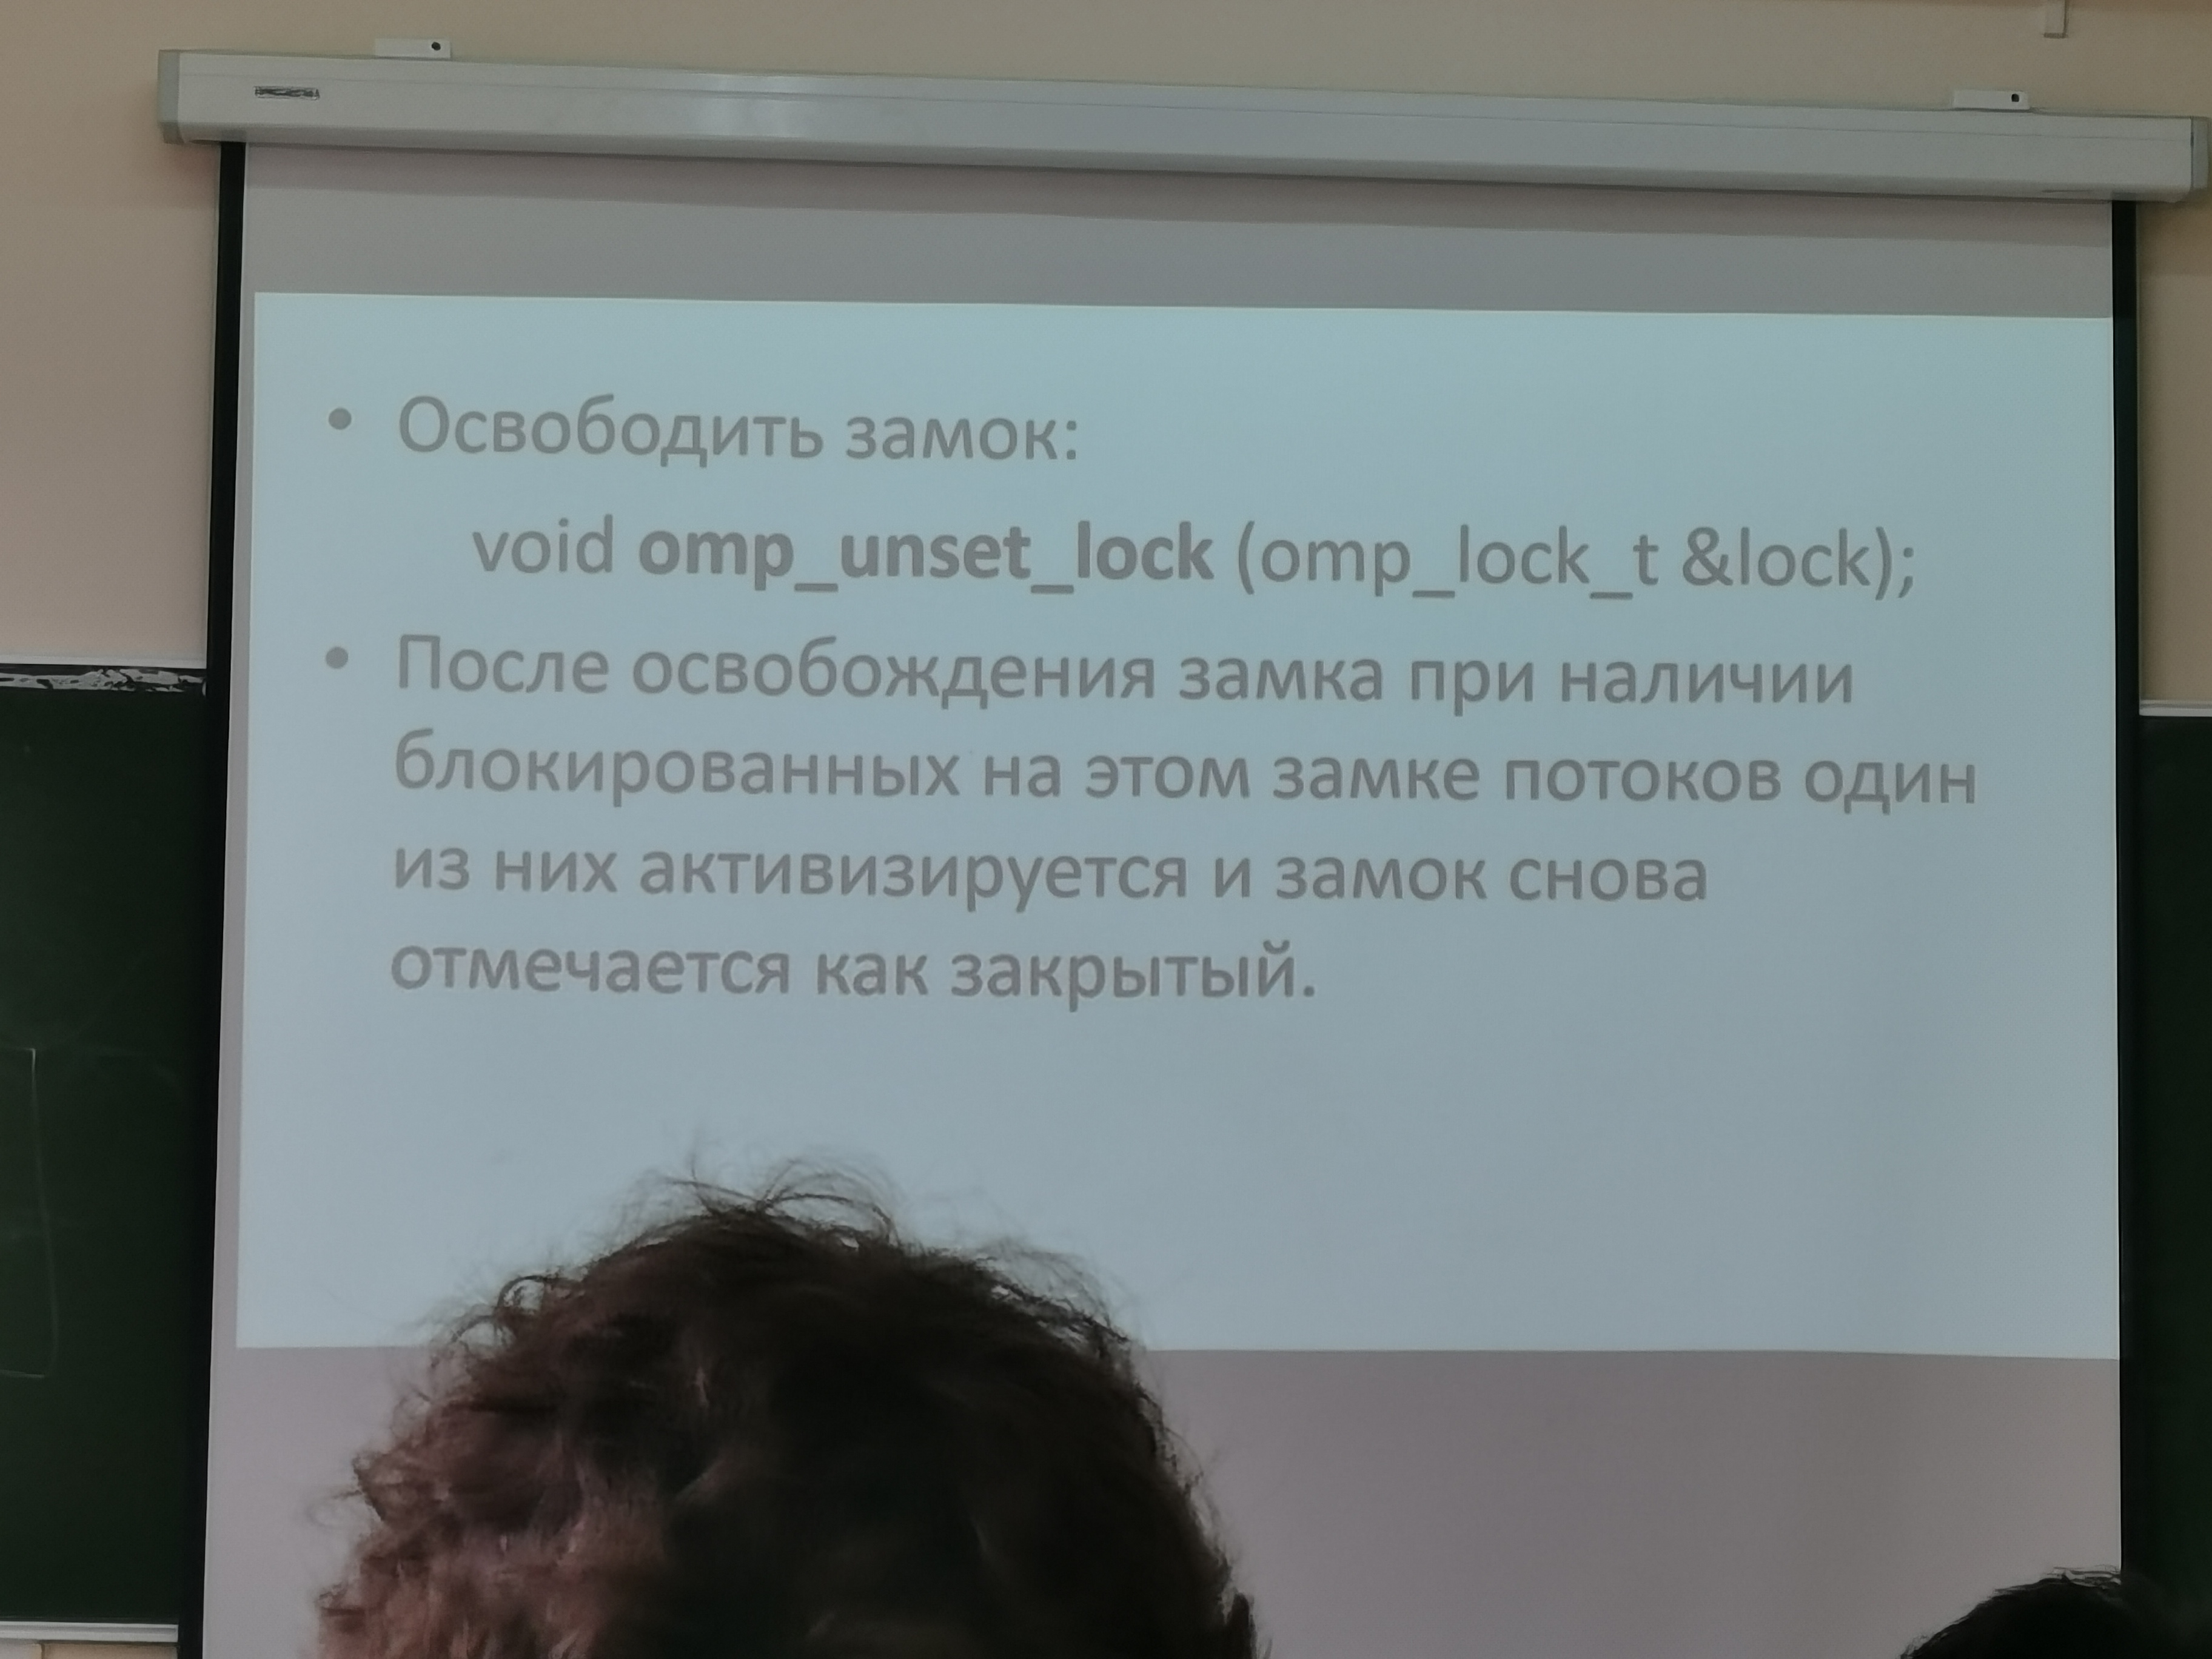 • Освободить замок:
void omp_unset_lock (omp_lock_t &lock);
• После освобождения замка при наличии
блокированных на этом замке потоков один
из них активизируется и замок снова
отмечается как закрытый.